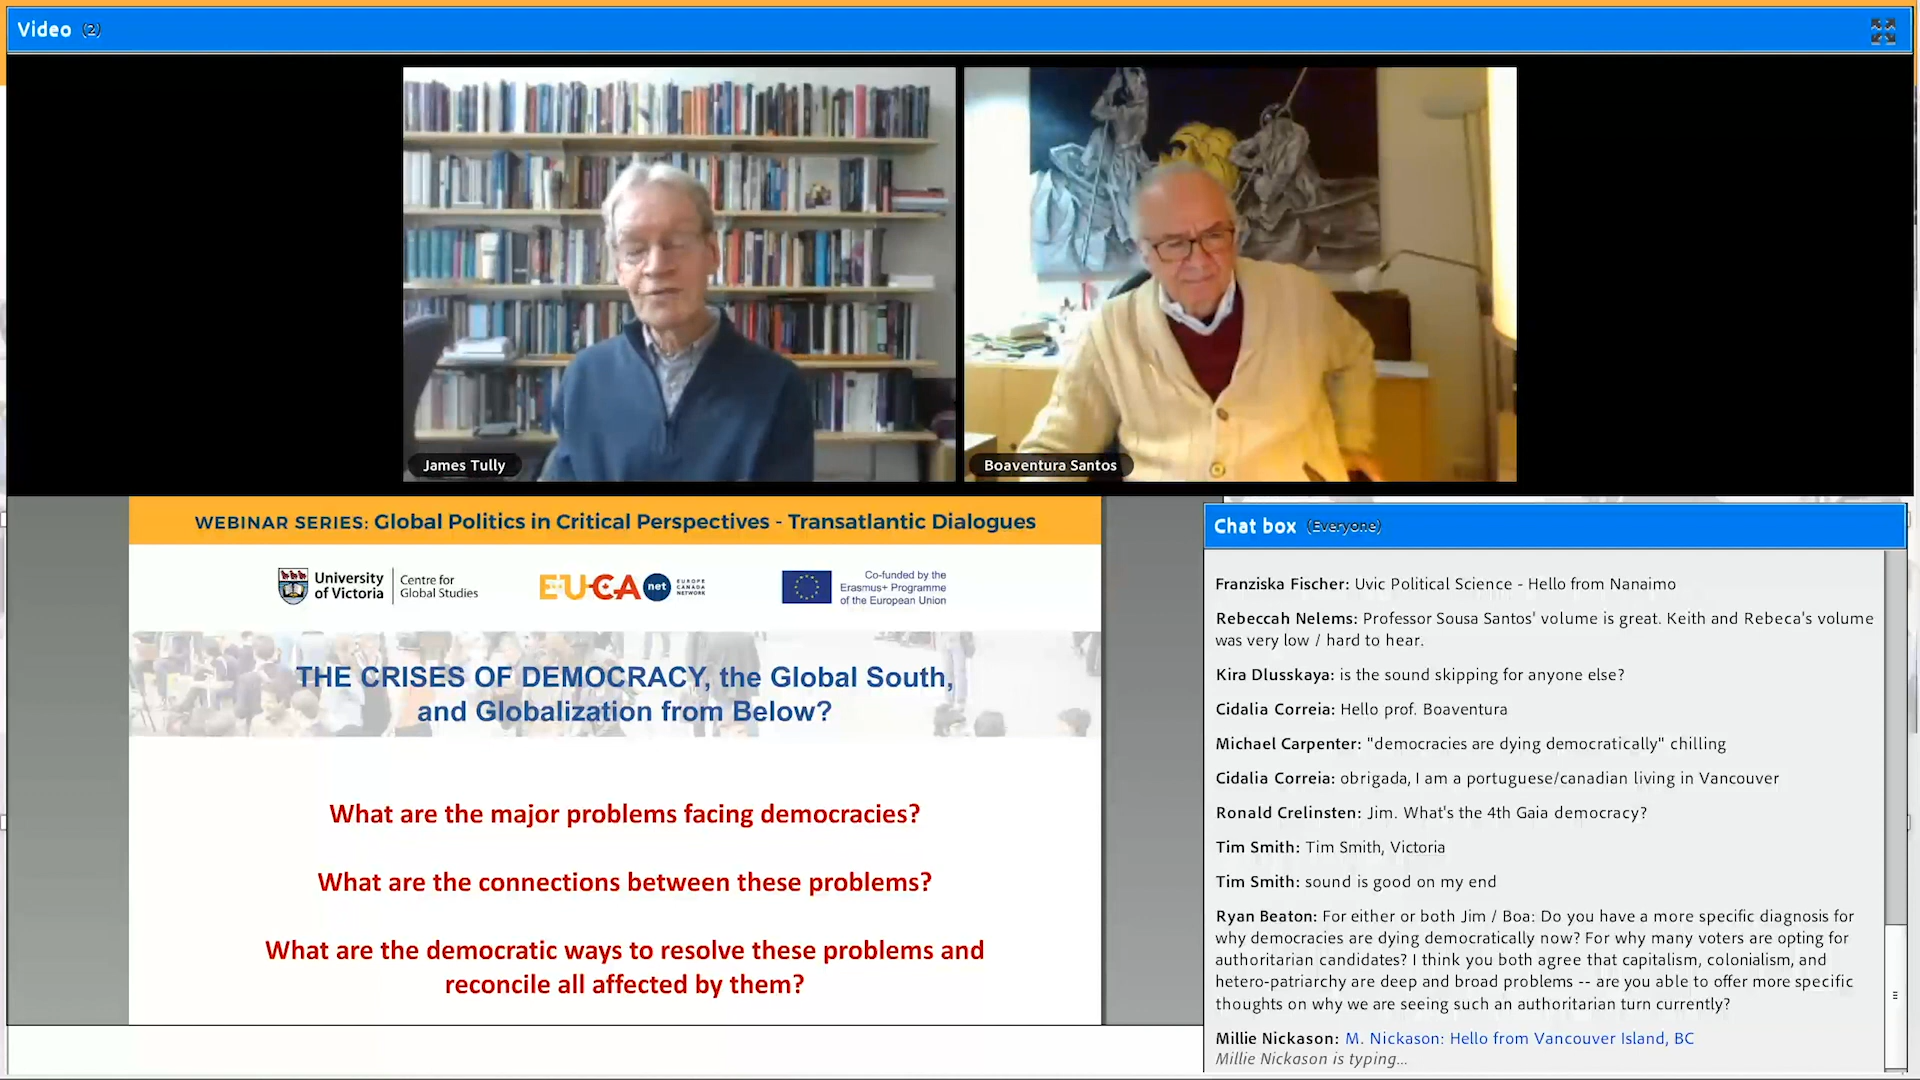 Video (2)
James Tully
Boaventura Santos
WEBINAR SERIES: Global Politics in Critical Perspectives - Transatlantic Dialogues
University
of Victoria
Centre for
Global Studies
EUCA net
EUROPE
CANADA
NETWORK
Co-funded by the
Erasmus+ Programme
of the European Union
THE CRISES OF DEMOCRACY, the Global South,
and Globalization from Below?
What are the major problems facing democracies?
What are the connections between these problems?
What are the democratic ways to resolve these problems and
reconcile all affected by them?
Chat box (Everyone)
Franziska Fischer: Uvic Political Science - Hello from Nanaimo
Rebeccah Nelems: Professor Sousa Santos' volume is great. Keith and Rebeca's volume
was very low / hard to hear.
Kira Dlusskaya: is the sound skipping for anyone else?
Cidalia Correia: Hello prof. Boaventura
Michael Carpenter: "democracies are dying democratically" chilling
Cidalia Correia: obrigada, I am a portuguese/canadian living in Vancouver
Ronald Crelinsten: Jim. What's the 4th Gaia democracy?
Tim Smith: Tim Smith, Victoria
Tim Smith: sound is good on my end
Ryan Beaton: For either or both Jim / Boa: Do you have a more specific diagnosis for
why democracies are dying democratically now? For why many voters are opting for
authoritarian candidates? I think you both agree that capitalism, colonialism, and
hetero-patriarchy are deep and broad problems -- are you able to offer more specific
thoughts on why we are seeing such an authoritarian turn currently?
Millie Nickason: M. Nickason: Hello from Vancouver Island, BC
Millie Nickason is typing...